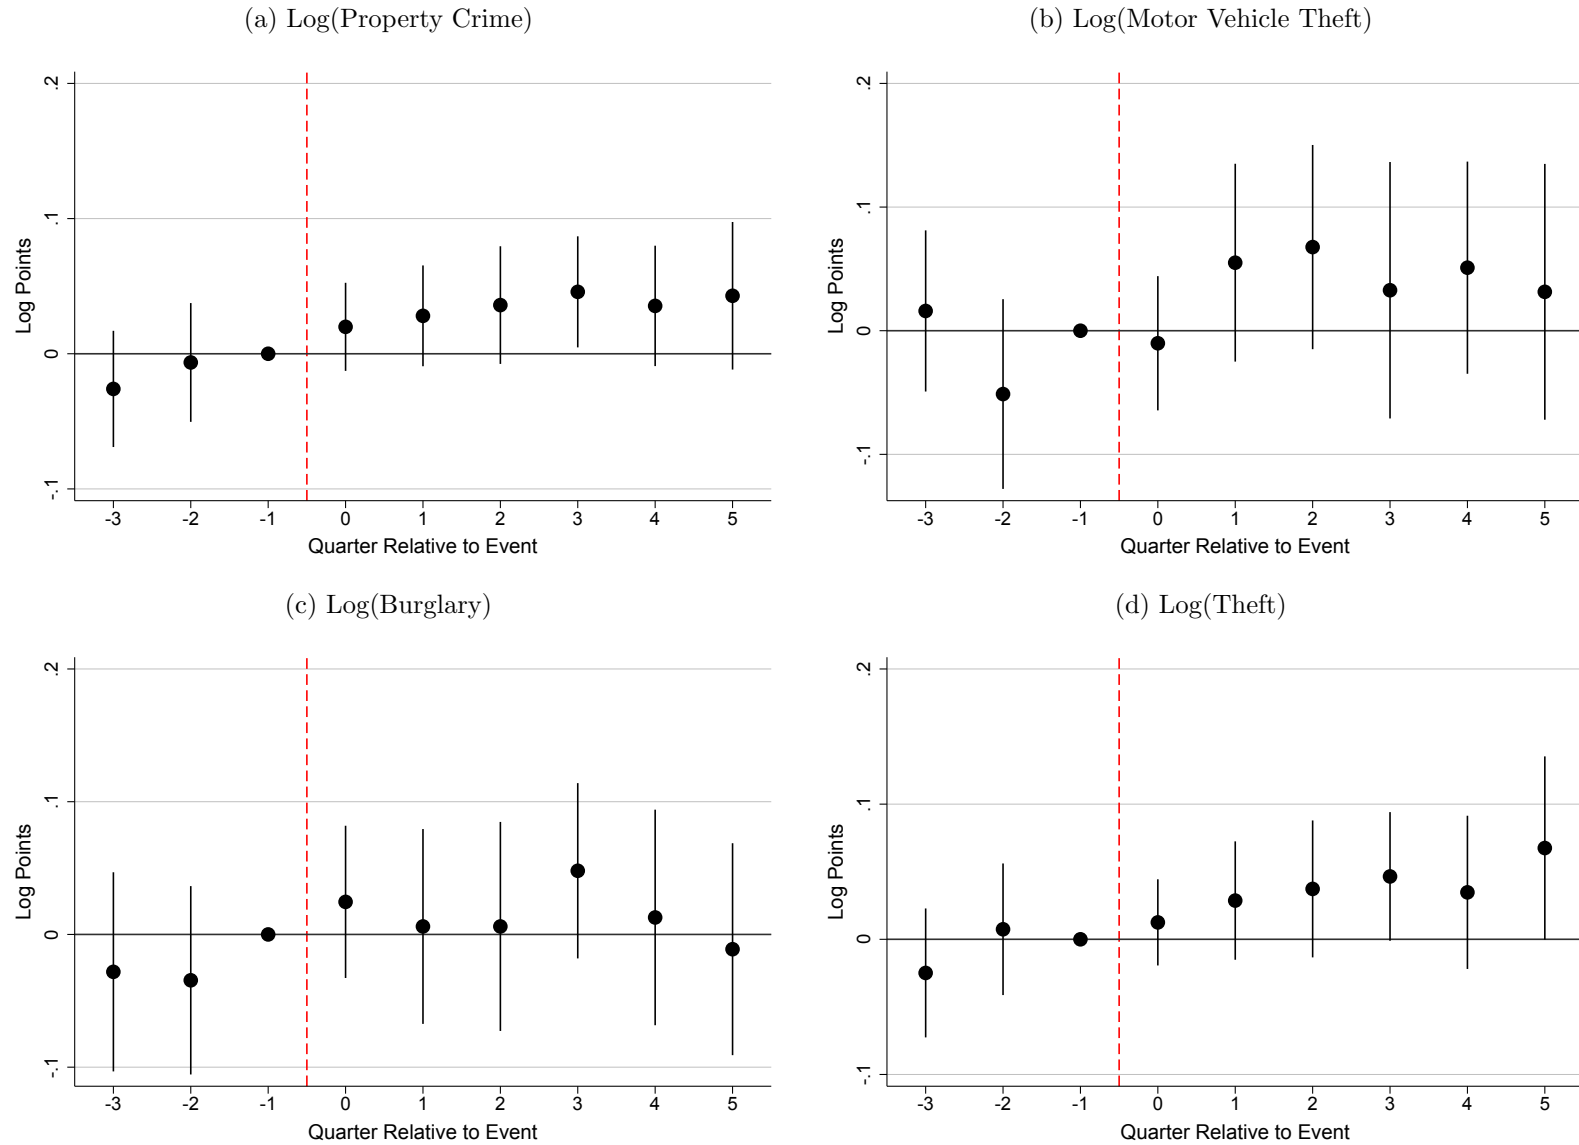 (a) Log(Property Crime)
.2
.1
0
-.1
Log Points
-3 -2 -1 0 1 2 3 4 5
Quarter Relative to Event
(b) Log(Motor Vehicle Theft)
.2
.1
0
-.1
Log Points
-3 -2 -1 0 1 2 3 4 5
Quarter Relative to Event
(c) Log(Burglary)
.2
.1
0
-.1
Log Points
-3 -2 -1 0 1 2 3 4 5
Quarter Relative to Event
(d) Log(Theft)
.2
.1
0
-.1
Log Points
-3 -2 -1 0 1 2 3 4 5
Quarter Relative to Event